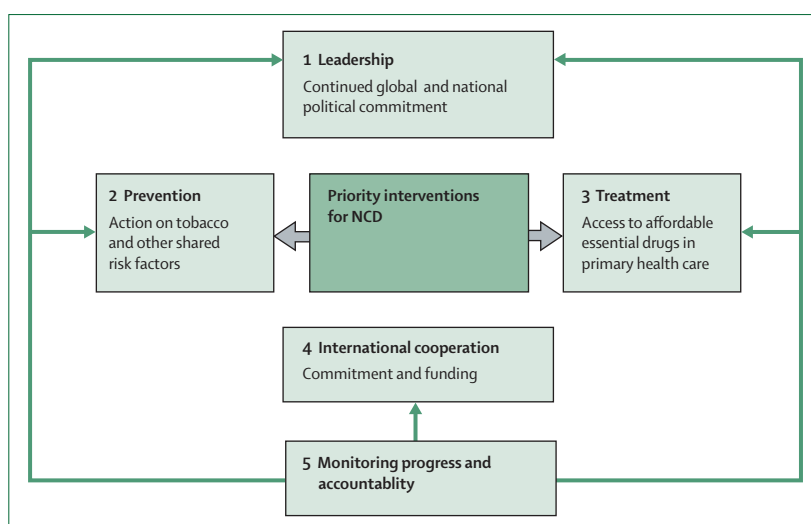 1 Leadership
Continued global and national
political commitment
2 Prevention
Action on tobacco
and other shared
risk factors
Priority interventions
for NCD
3 Treatment
Access to affordable
essential drugs in
primary health care
4 International cooperation
Commitment and funding
5 Monitoring progress and
accountablity